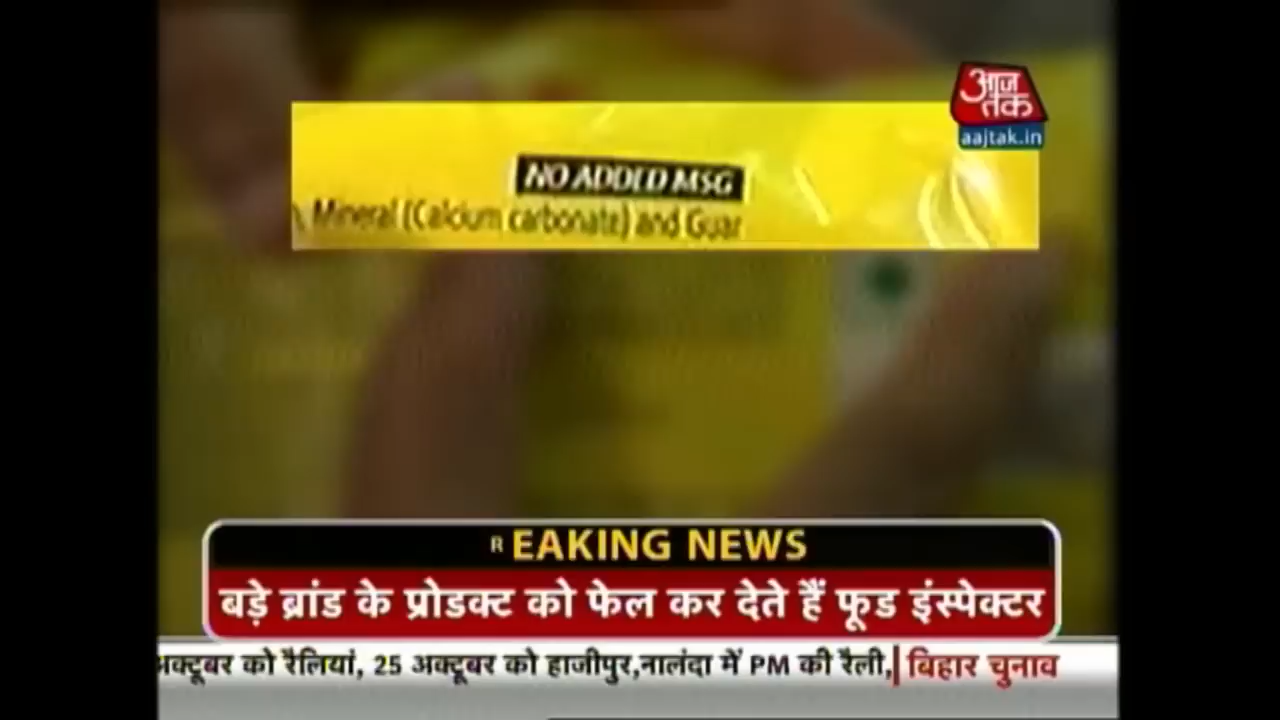 आज
तक
aajtak.in
NO ADDED MSG
Mineral (Calcium carbonate) and Guar
REAKING NEWS
बड़े ब्रांड के प्रोडक्ट को फेल कर देते हैं फूड इंस्पेक्टर
अक्टूबर को रैलियां, 25 अक्टूबर को हाजीपुर,नालंदा में PM की रैली, बिहार चुनाव